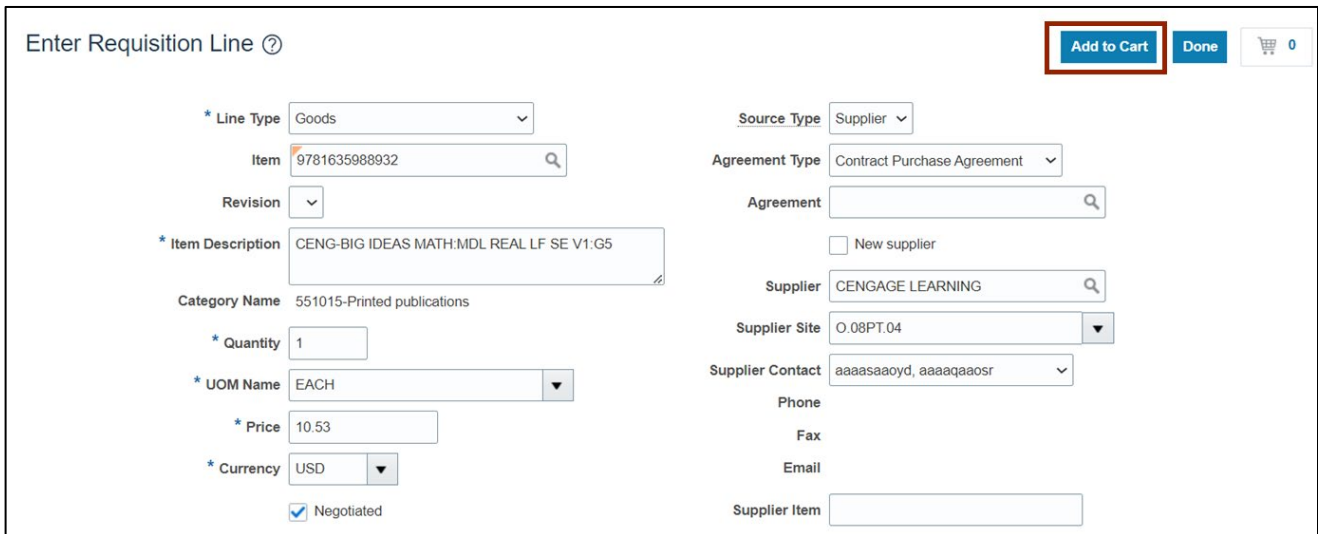 Enter Requisition Line ?
Add to Cart
Done
0
* Line Type Goods
Item 9781635988932
Revision
* Item Description CENG-BIG IDEAS MATH:MDL REAL LF SE V1:G5
Category Name 551015-Printed publications
* Quantity 1
* UOM Name EACH
* Price 10.53
* Currency USD
Negotiated
Source Type Supplier
Agreement Type Contract Purchase Agreement
Agreement
New supplier
Supplier CENGAGE LEARNING
Supplier Site O.08PT.04
Supplier Contact aaaasaaoyd, aaaaqaaosr
Phone
Fax
Email
Supplier Item